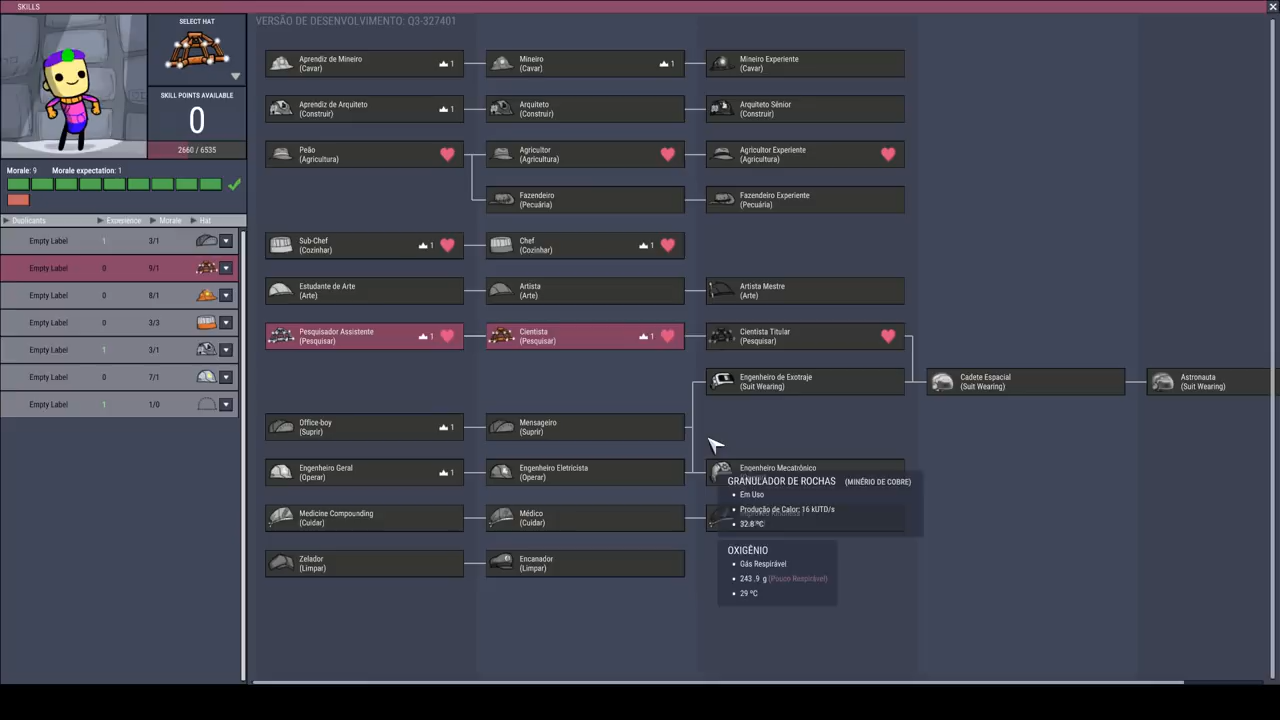 SKILLS
VERSÃO DE DESENVOLVIMENTO: Q3-327401
SELECT HAT
SKILL POINTS AVAILABLE
0
2660 / 6535
Morale: 9 Morale expectation: 1
Duplicants Experience Morale Hat
Empty Label 1 3/1
Empty Label 0 9/1
Empty Label 0 8/1
Empty Label 0 3/3
Empty Label 1 3/1
Empty Label 0 7/1
Empty Label 1 1/0
Aprendiz de Mineiro
(Cavar)
1
Mineiro
(Cavar)
1
Mineiro Experiente
(Cavar)
Aprendiz de Arquiteto
(Construir)
1
Arquiteto
(Construir)
Arquiteto Sênior
(Construir)
Peão
(Agricultura)
Agricultor
(Agricultura)
Agricultor Experiente
(Agricultura)
Fazendeiro
(Pecuária)
Fazendeiro Experiente
(Pecuária)
Sub-Chef
(Cozinhar)
1
Chef
(Cozinhar)
1
Estudante de Arte
(Arte)
Artista
(Arte)
Artista Mestre
(Arte)
Pesquisador Assistente
(Pesquisar)
1
Cientista
(Pesquisar)
1
Cientista Titular
(Pesquisar)
Engenheiro de Exotraje
(Suit Wearing)
Cadete Espacial
(Suit Wearing)
Astronauta
(Suit Wearing)
Office-boy
(Suprir)
1
Mensageiro
(Suprir)
Engenheiro Geral
(Operar)
1
Engenheiro Eletricista
(Operar)
Engenheiro Mecatrônico
Medicine Compounding
(Cuidar)
Médico
(Cuidar)
Zelador
(Limpar)
Encanador
(Limpar)
GRANULADOR DE ROCHAS (MINÉRIO DE COBRE)
Em Uso
Produção de Calor: 16 kUTD/s
32.8 ºC
OXIGÊNIO
Gás Respirável
243 .9 g (Pouco Respirável)
29 ºC